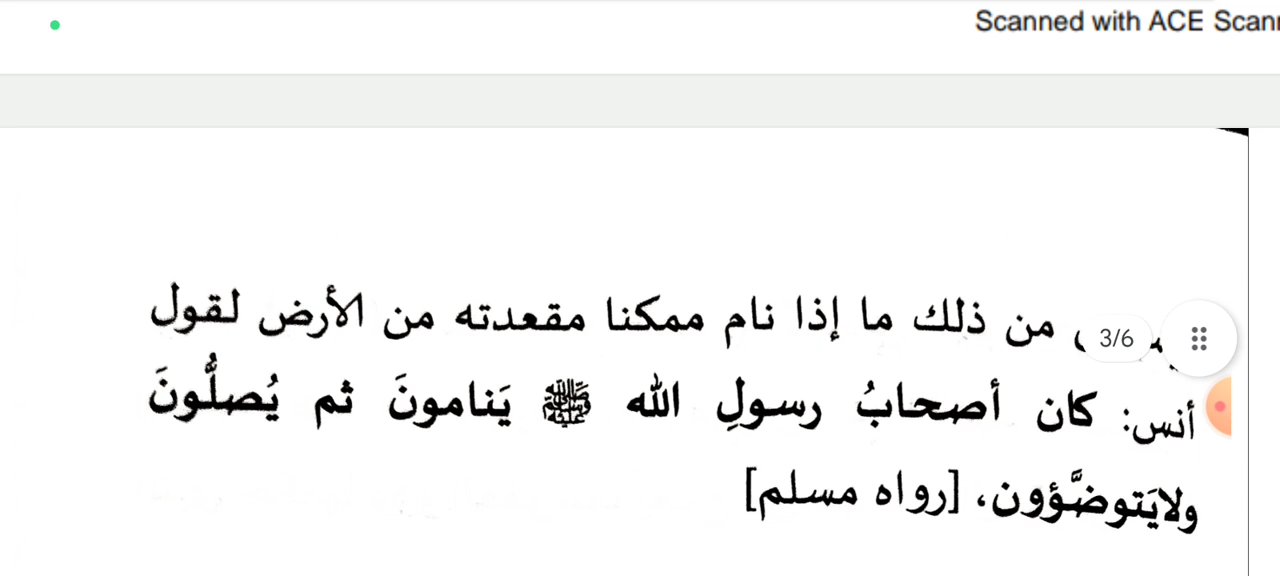 Scanned with ACE Scan
من ذلك ما إذا نام ممكنا مقعدته من الأرض لقول
3/6
أنس: كان أصحابُ رسولِ الله ﷺ يَنامونَ ثم يُصلُّونَ
ولايَتوضَّؤون، [رواه مسلم]